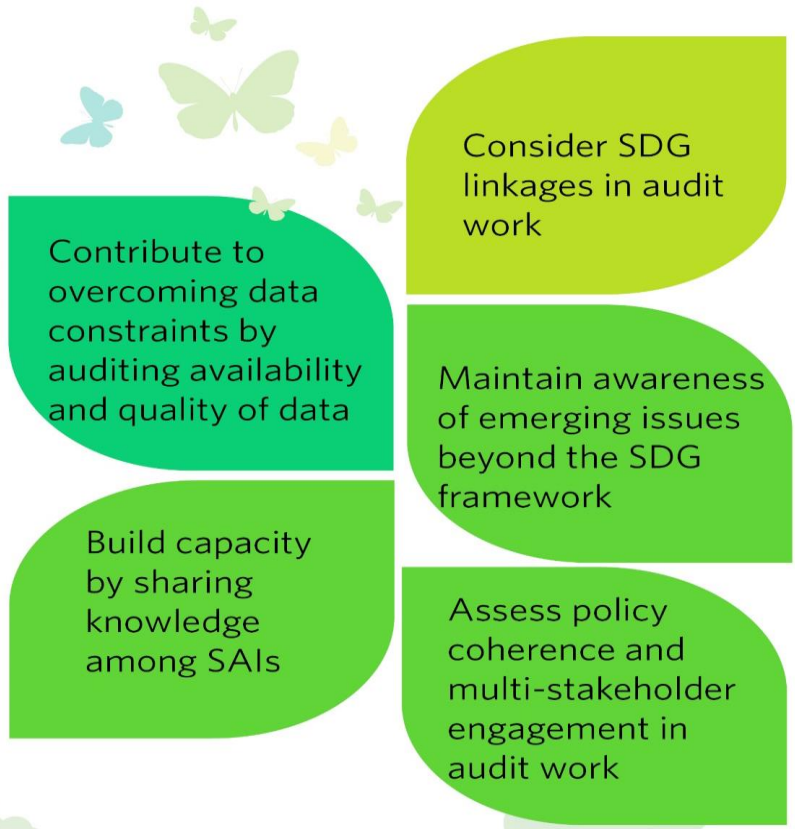 Consider SDG
linkages in audit
work
Contribute to
overcoming data
constraints by
auditing availability
and quality of data
Maintain awareness
of emerging issues
beyond the SDG
framework
Build capacity
by sharing
knowledge
among SAIs
Assess policy
coherence and
multi-stakeholder
engagement in
audit work